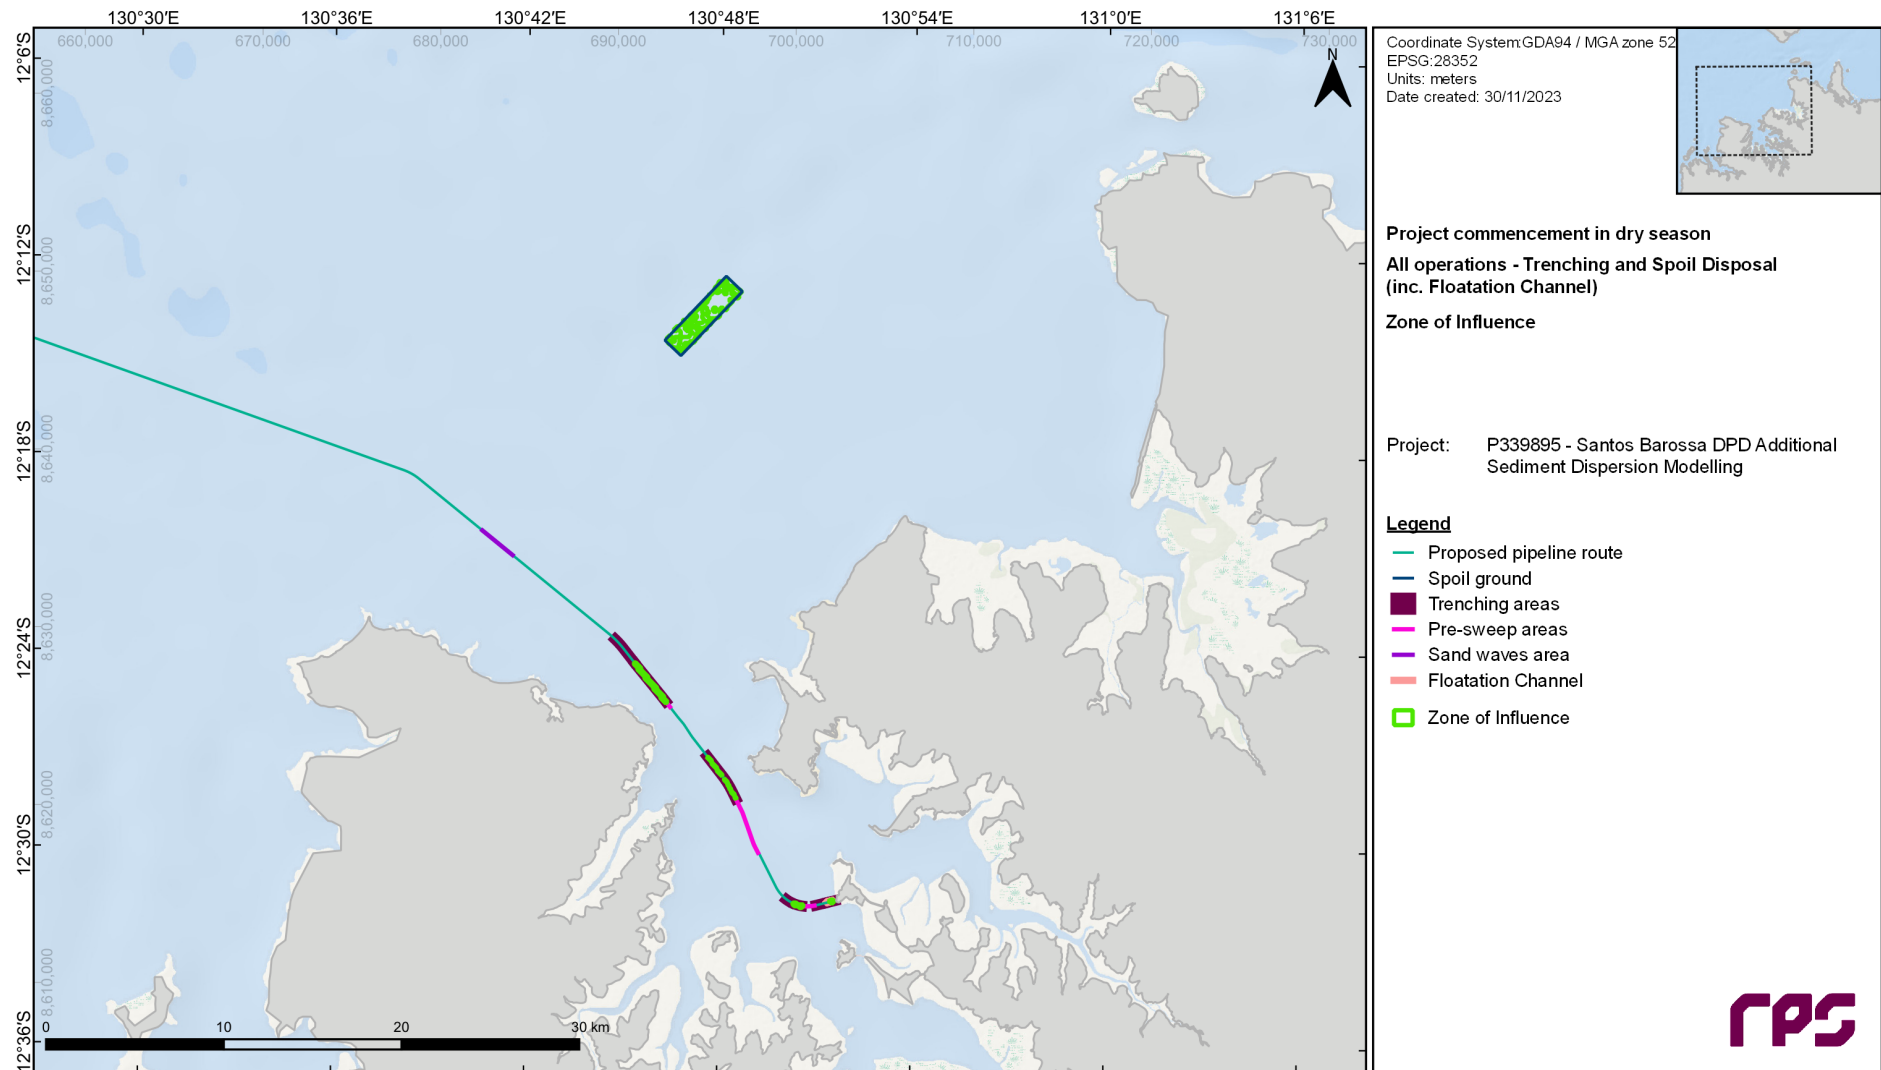 130°30'E 130°36'E 130°42'E 130°48'E 130°54'E 131°0'E 131°6'E
660,000 670,000 680,000 690,000 700,000 710,000 720,000 730,000
12°6'S
8,660,000
12°12'S
8,650,000
12°18'S
8,640,000
12°24'S
8,630,000
8,620,000
12°30'S
8,610,000
12°36'S
N
0 10 20 30 km
Coordinate System:GDA94 / MGA zone 52
EPSG:28352
Units: meters
Date created: 30/11/2023
Project commencement in dry season
All operations - Trenching and Spoil Disposal
(inc. Floatation Channel)
Zone of Influence
Project: P339895 - Santos Barossa DPD Additional
Sediment Dispersion Modelling
Legend
Proposed pipeline route
Spoil ground
Trenching areas
Pre-sweep areas
Sand waves area
Floatation Channel
Zone of Influence
rps